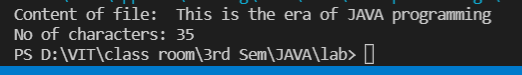 Content of file:  This is the era of JAVA programming
No of characters: 35
PS D:\VIT\class room\3rd Sem\JAVA\lab>